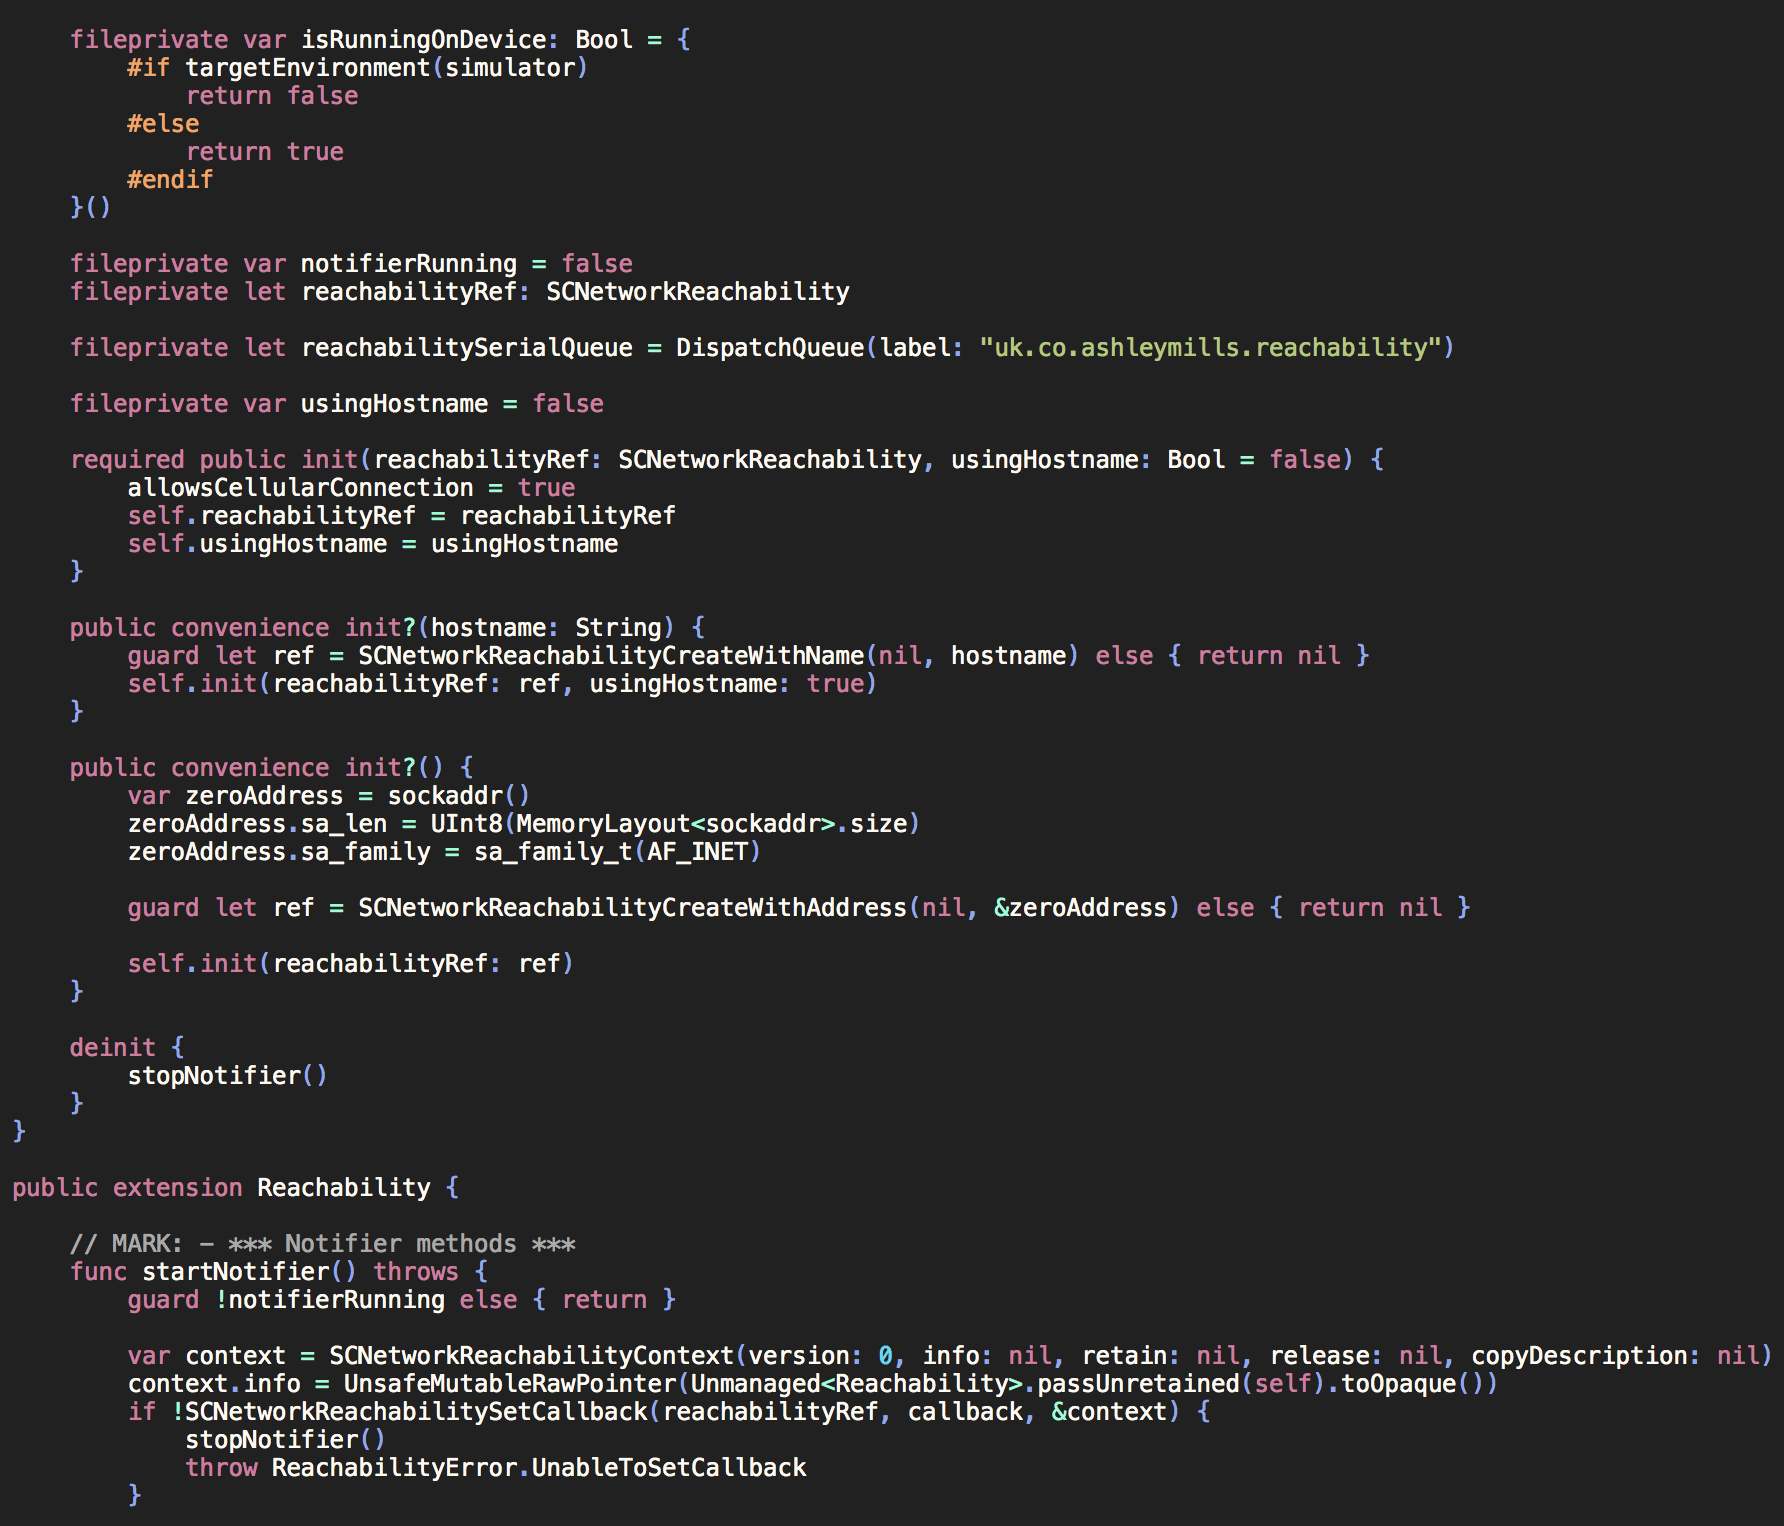 fileprivate var isRunningOnDevice: Bool = {
#if targetEnvironment(simulator)
return false
#else
return true
#endif
}()
fileprivate var notifierRunning = false
fileprivate let reachabilityRef: SCNetworkReachability
fileprivate let reachabilitySerialQueue = DispatchQueue(label: "uk.co.ashleymills.reachability")
fileprivate var usingHostname = false
required public init(reachabilityRef: SCNetworkReachability, usingHostname: Bool = false) {
allowsCellularConnection = true
self.reachabilityRef = reachabilityRef
self.usingHostname = usingHostname
}
public convenience init?(hostname: String) {
guard let ref = SCNetworkReachabilityCreateWithName(nil, hostname) else { return nil }
self.init(reachabilityRef: ref, usingHostname: true)
}
public convenience init?() {
var zeroAddress = sockaddr()
zeroAddress.sa_len = UInt8(MemoryLayout<sockaddr>.size)
zeroAddress.sa_family = sa_family_t(AF_INET)
guard let ref = SCNetworkReachabilityCreateWithAddress(nil, &zeroAddress) else { return nil }
self.init(reachabilityRef: ref)
}
deinit {
stopNotifier()
}
}
public extension Reachability {
// MARK: - *** Notifier methods ***
func startNotifier() throws {
guard !notifierRunning else { return }
var context = SCNetworkReachabilityContext(version: 0, info: nil, retain: nil, release: nil, copyDescription: nil)
context.info = UnsafeMutableRawPointer(Unmanaged<Reachability>.passUnretained(self).toOpaque())
if !SCNetworkReachabilitySetCallback(reachabilityRef, callback, &context) {
stopNotifier()
throw ReachabilityError.UnableToSetCallback
}